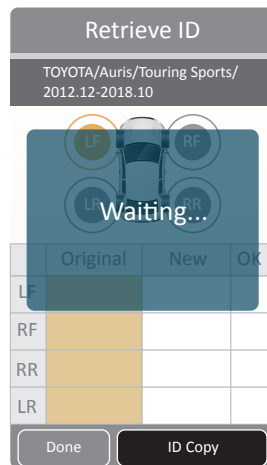 Retrieve ID
TOYOTA/Auris/Touring Sports/
2012.12-2018.10
LF RF
LR RR
Waiting...
Original New OK
LF
RF
RR
LR
Done ID Copy